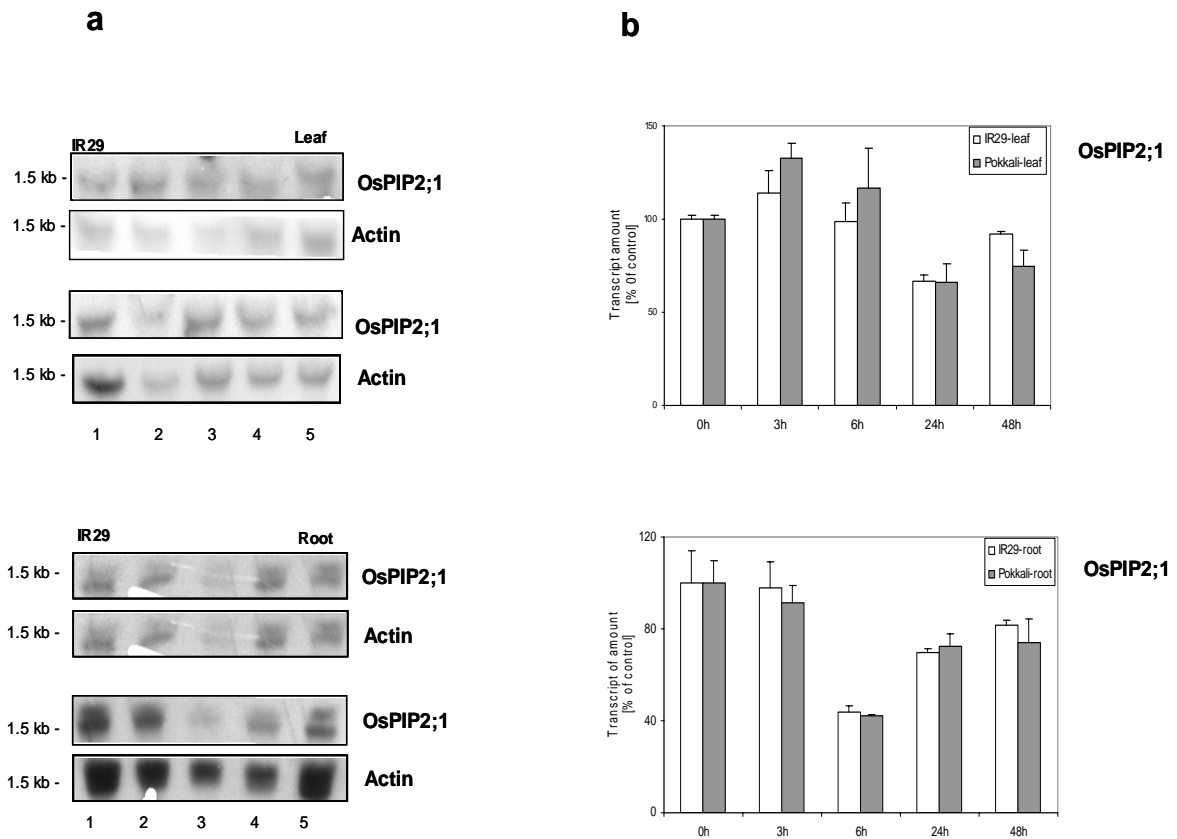 a
IR29
Leaf
1.5 kb - OsPIP2;1
1.5 kb - Actin
1.5 kb - OsPIP2;1
1.5 kb - Actin
1 2 3 4 5
IR29
Root
1.5 kb - OsPIP2;1
1.5 kb - Actin
1.5 kb - OsPIP2;1
1.5 kb - Actin
1 2 3 4 5
b
OsPIP2;1
IR29-leaf
Pokkali-leaf
Transcript amount
[% Of control]
150
100
50
0
0h 3h 6h 24h 48h
OsPIP2;1
IR29-root
Pokkali-root
Transcript of amount
[% of control]
120
80
40
0
0h 3h 6h 24h 48h